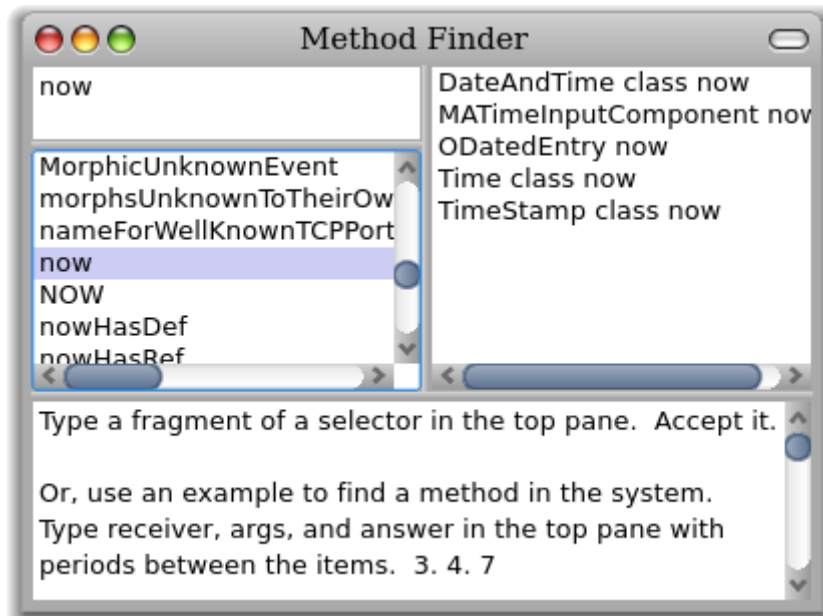 Method Finder
now
MorphicUnknownEvent
morphsUnknownToTheirOw
nameForWellKnownTCPPort
now
NOW
nowHasDef
nowHasRef
DateAndTime class now
MATimeInputComponent now
ODatedEntry now
Time class now
TimeStamp class now
Type a fragment of a selector in the top pane.  Accept it.
Or, use an example to find a method in the system.
Type receiver, args, and answer in the top pane with
periods between the items.  3. 4. 7